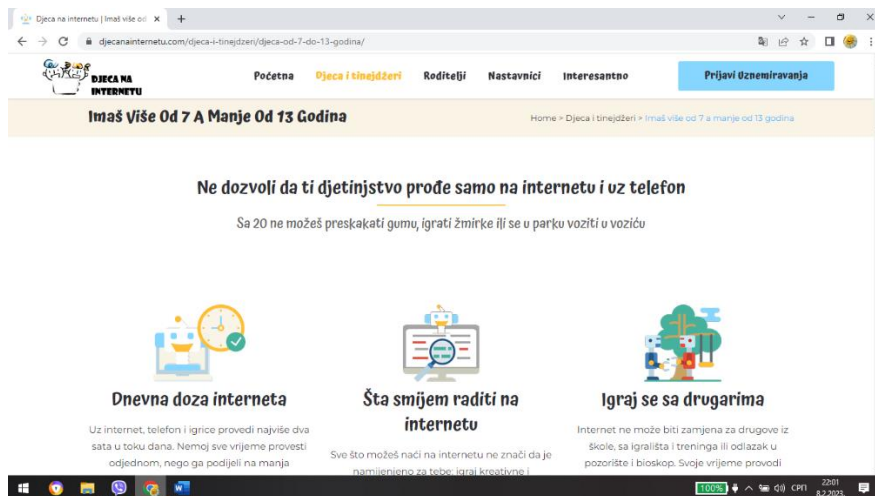 Djeca na internetu | Imaš više od
djecanainternetu.com/djeca-i-tinejdzeri/djeca-od-7-do-13-godina/
DJECA NA
INTERNETU
Početna
Djeca i tinejdžeri
Roditelji
Nastavnici
Interesantno
Prijavi Uznemiravanja
Imaš Više Od 7 A Manje Od 13 Godina
Home > Djeca i tinejdžeri > Imaš više od 7 a manje od 13 godina
Ne dozvoli da ti djetinjstvo prođe samo na internetu i uz telefon
Sa 20 ne možeš preskakati gumu, igrati žmirke ili se u parku voziti u voziću
Dnevna doza interneta
Uz internet, telefon i igrice provedi najviše dva
sata u toku dana. Nemoj sve vrijeme provesti
odjednom, nego ga podijeli na manja
Šta smijem raditi na
internetu
Sve što možeš naći na internetu ne znači da je
namijenjeno za tebe: igraj kreativne i
Igraj se sa drugarima
Internet ne može biti zamjena za drugove iz
škole, sa igrališta i treninga ili odlazak u
pozorište i bioskop. Svoje vrijeme provodi
100%
СРП
22:01
8.2.2023.